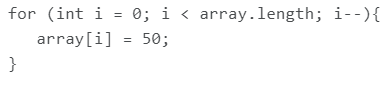 for (int i = 0; i < array.length; i--){
   array[i] = 50;
}